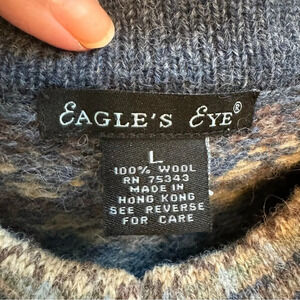 EAGLE'S EYE®
L
100% WOOL
RN 75343
MADE IN
HONG KONG
SEE REVERSE
FOR CARE